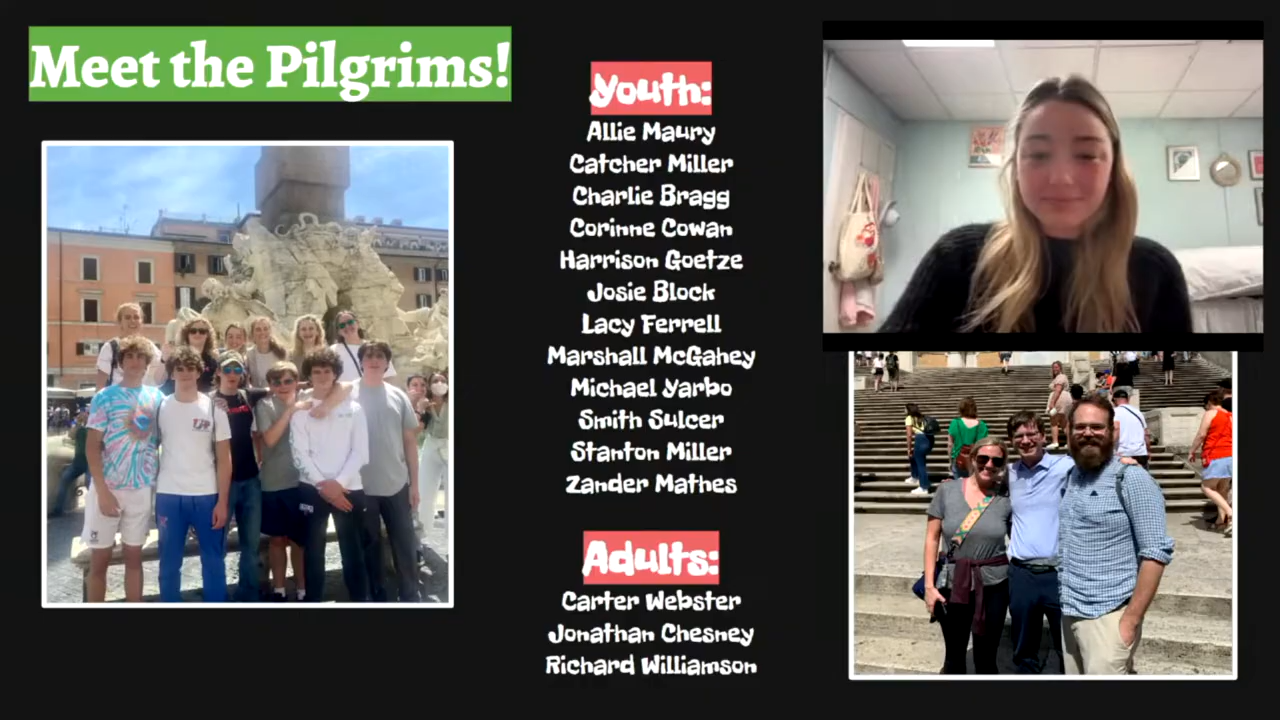 Meet the Pilgrims!
Youth:
Allie Maury
Catcher Miller
Charlie Bragg
Corinne Cowan
Harrison Goetze
Josie Block
Lacy Ferrell
Marshall McGahey
Michael Yarbo
Smith Sulcer
Stanton Miller
Zander Mathes
Adults:
Carter Webster
Jonathan Chesney
Richard Williamson